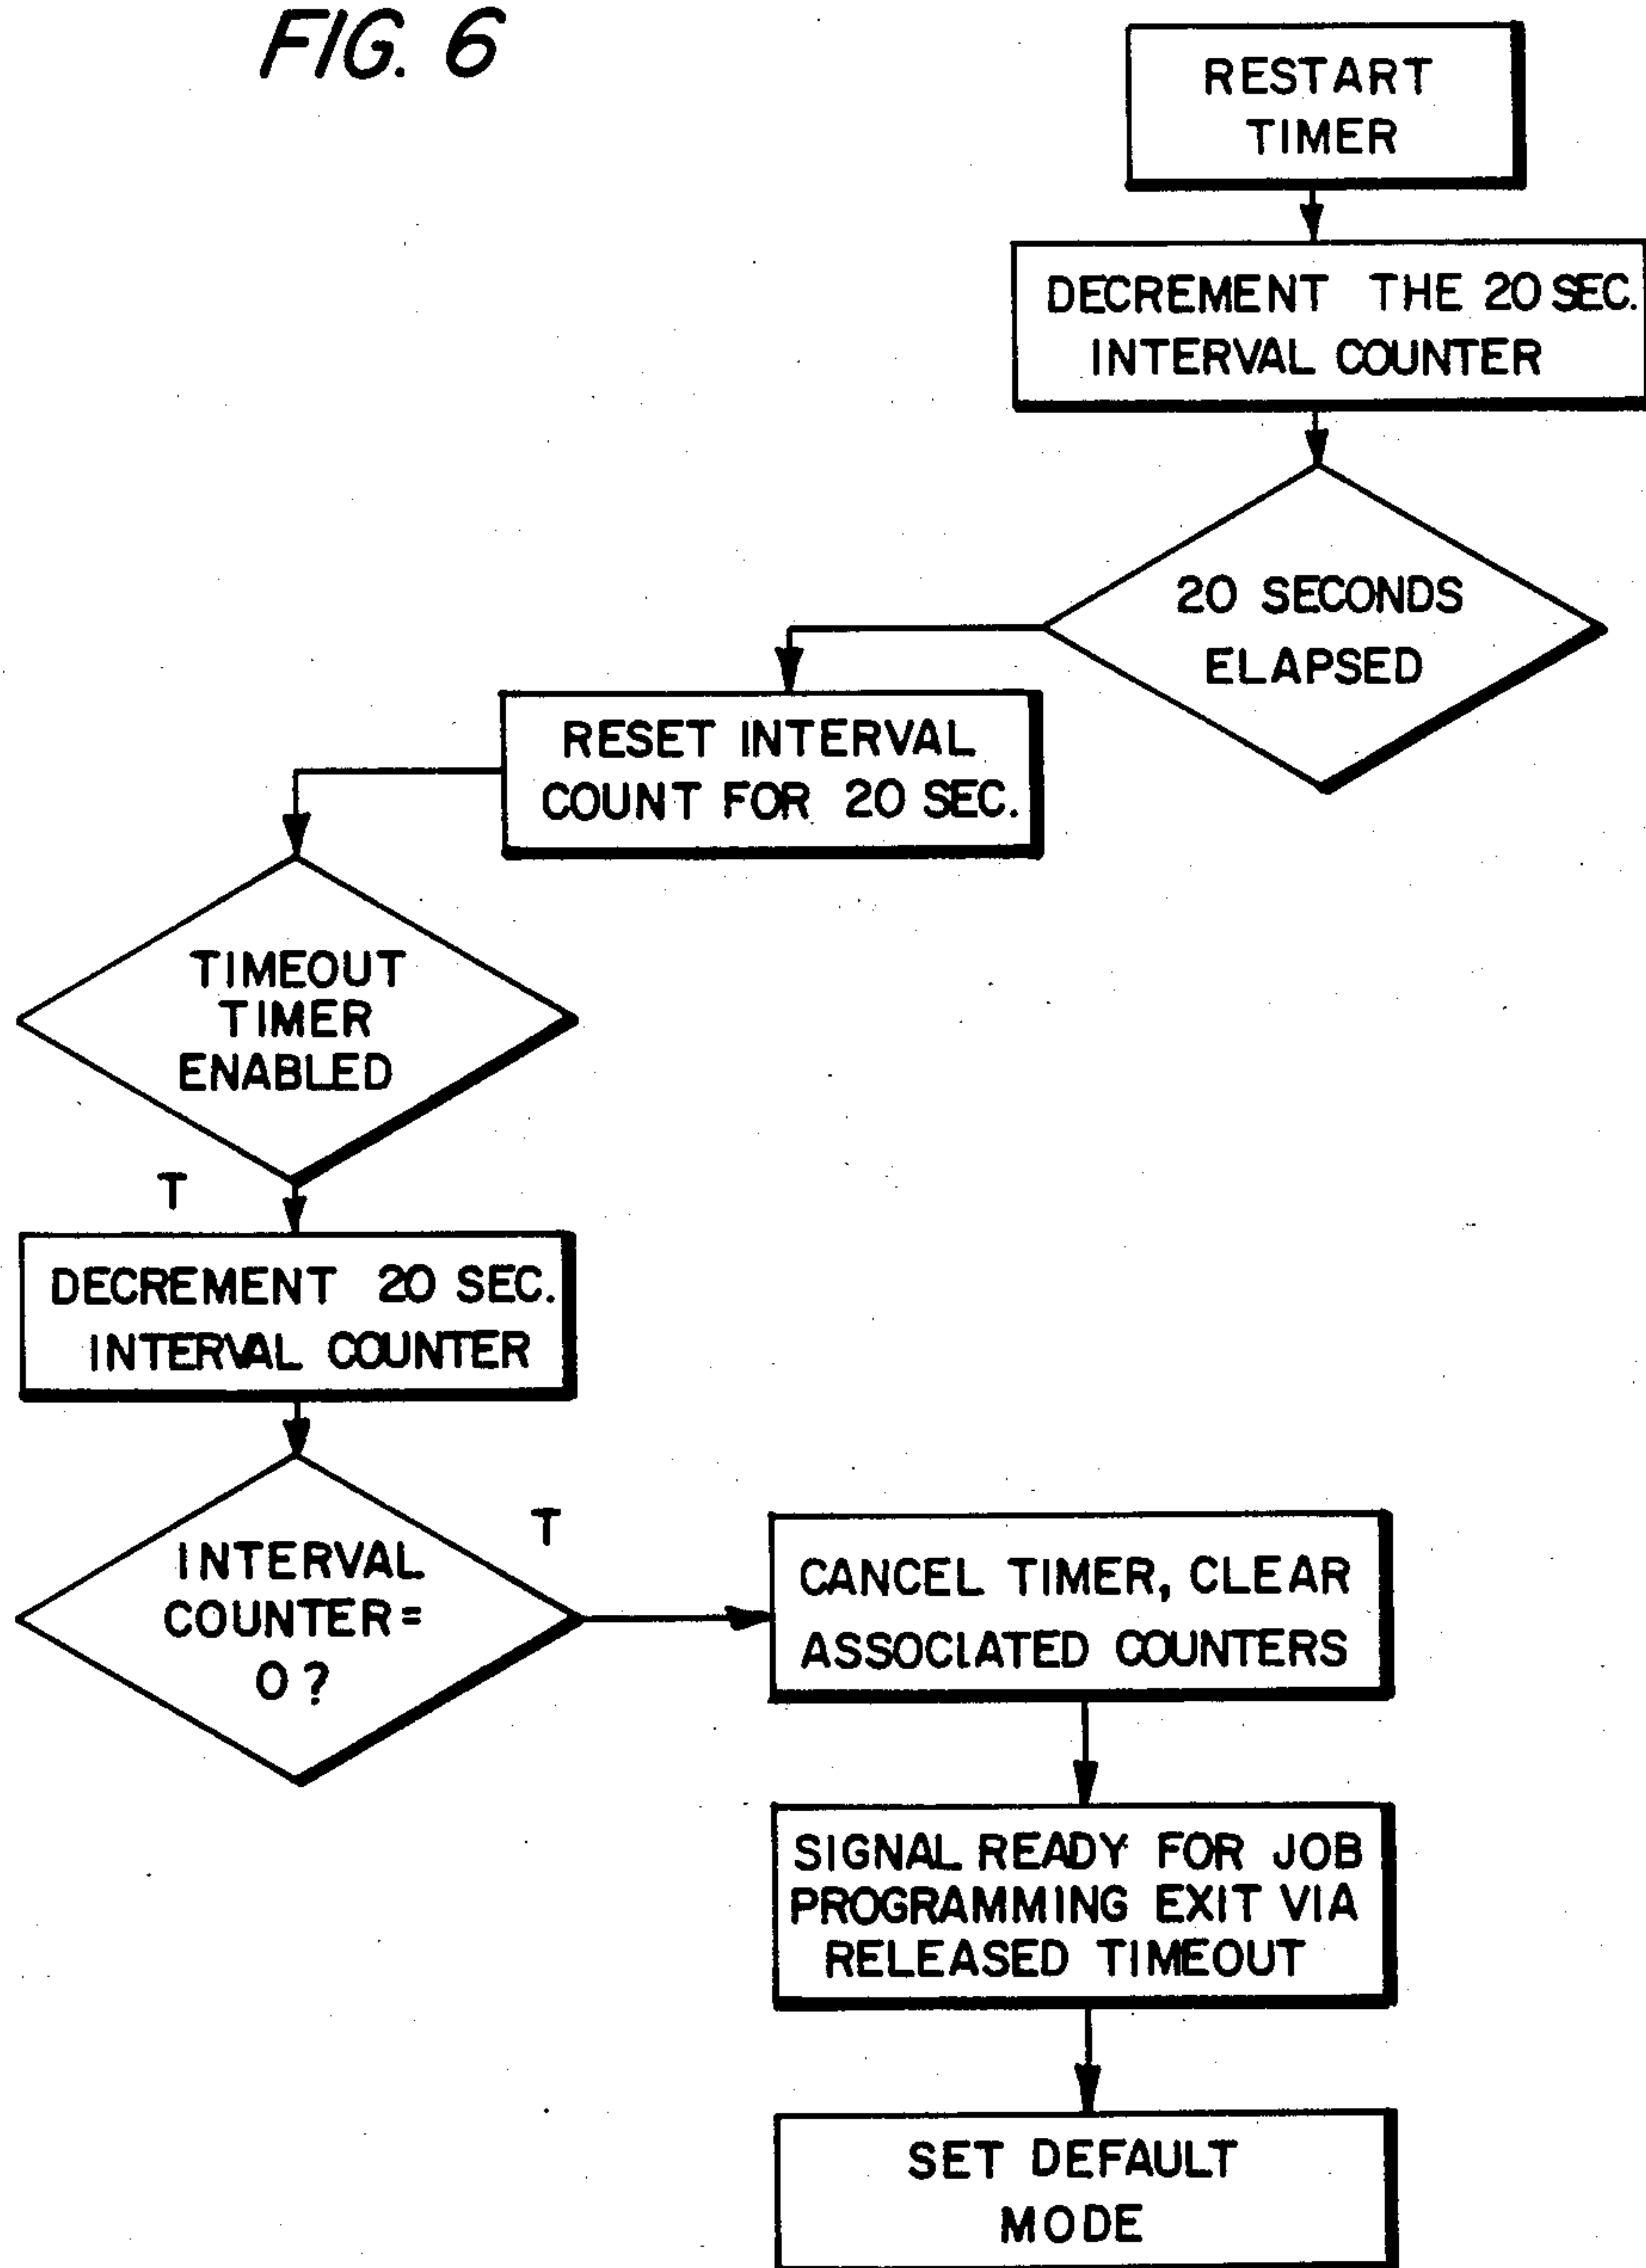 FIG. 6
RESTART
TIMER
DECREMENT THE 20 SEC.
INTERVAL COUNTER
20 SECONDS
ELAPSED
RESET INTERVAL
COUNT FOR 20 SEC.
TIMEOUT
TIMER
ENABLED
T
DECREMENT 20 SEC.
INTERVAL COUNTER
INTERVAL
COUNTER =
0 ?
T
CANCEL TIMER, CLEAR
ASSOCIATED COUNTERS
SIGNAL READY FOR JOB
PROGRAMMING EXIT VIA
RELEASED TIMEOUT
SET DEFAULT
MODE